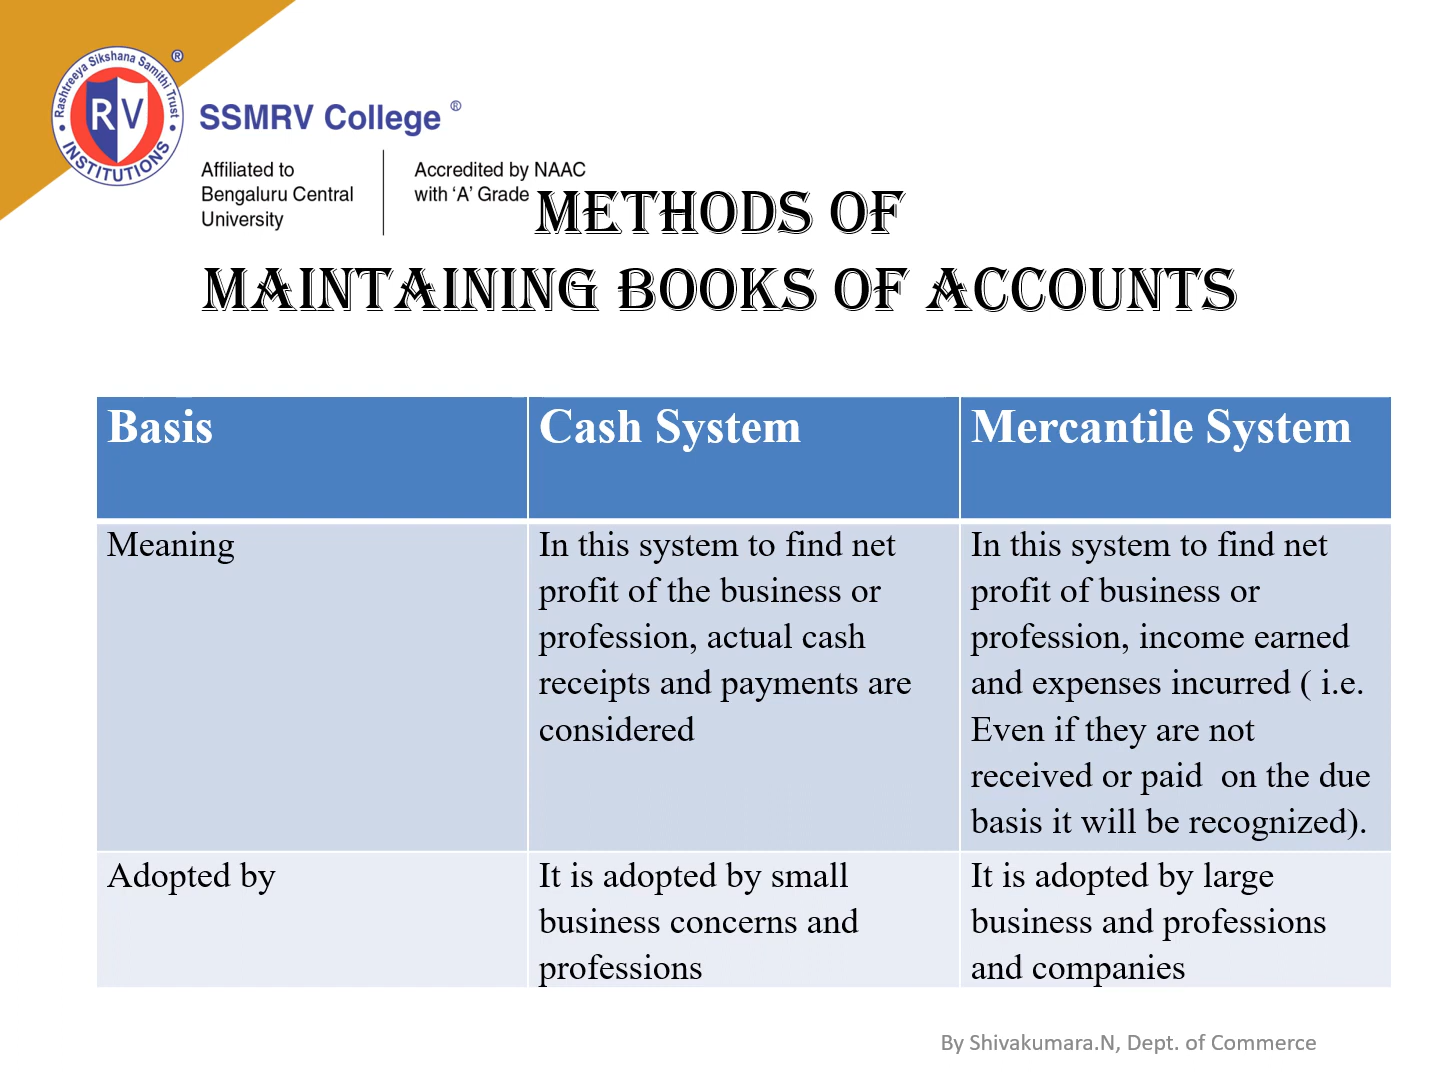 Rashtreeya Sikshana Samithi Trust
®
RV
INSTITUTIONS
SSMRV College ®
Affiliated to
Bengaluru Central
University
Accredited by NAAC
with ‘A’ Grade
METHODS OF
MAINTAINING BOOKS OF ACCOUNTS
Basis
Cash System
Mercantile System
Meaning
In this system to find net
profit of the business or
profession, actual cash
receipts and payments are
considered
In this system to find net
profit of business or
profession, income earned
and expenses incurred ( i.e.
Even if they are not
received or paid  on the due
basis it will be recognized).
Adopted by
It is adopted by small
business concerns and
professions
It is adopted by large
business and professions
and companies
By Shivakumara.N, Dept. of Commerce